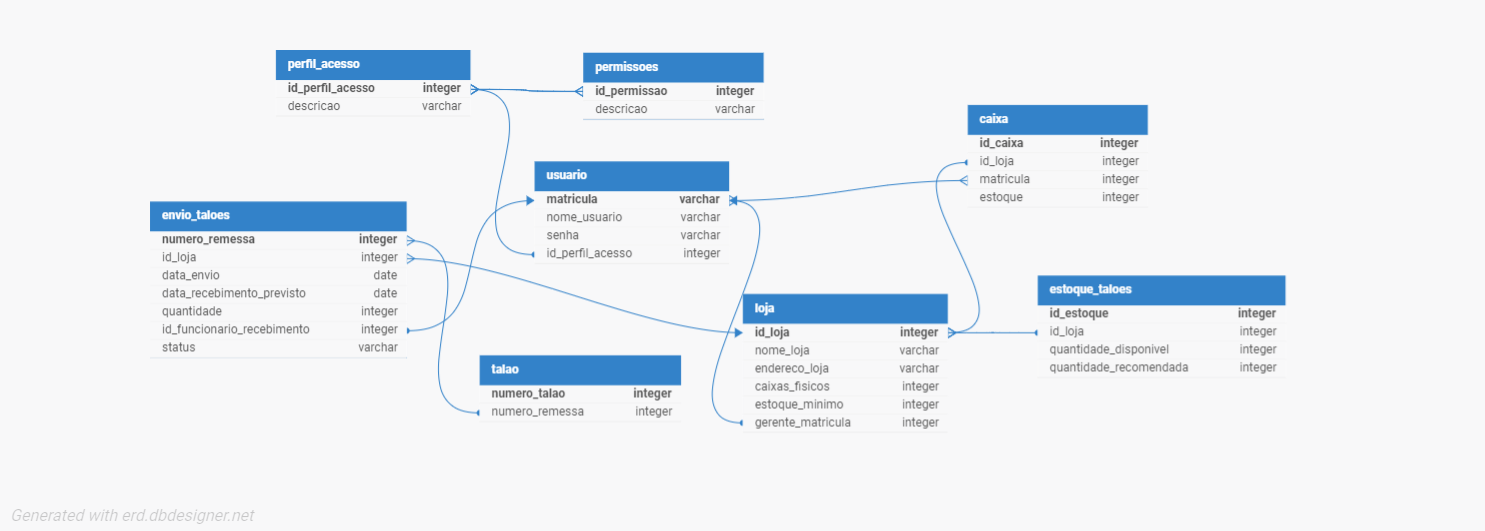 perfil_acesso
id_perfil_acesso integer
descricao varchar
permissoes
id_permissao integer
descricao varchar
caixa
id_caixa integer
id_loja integer
matricula integer
estoque integer
usuario
matricula varchar
nome_usuario varchar
senha varchar
id_perfil_acesso integer
envio_taloes
numero_remessa integer
id_loja integer
data_envio date
data_recebimento_previsto date
quantidade integer
id_funcionario_recebimento integer
status varchar
loja
id_loja integer
nome_loja varchar
endereco_loja varchar
caixas_fisicos integer
estoque_minimo integer
gerente_matricula integer
estoque_taloes
id_estoque integer
id_loja integer
quantidade_disponivel integer
quantidade_recomendada integer
talao
numero_talao integer
numero_remessa integer
Generated with erd.dbdesigner.net